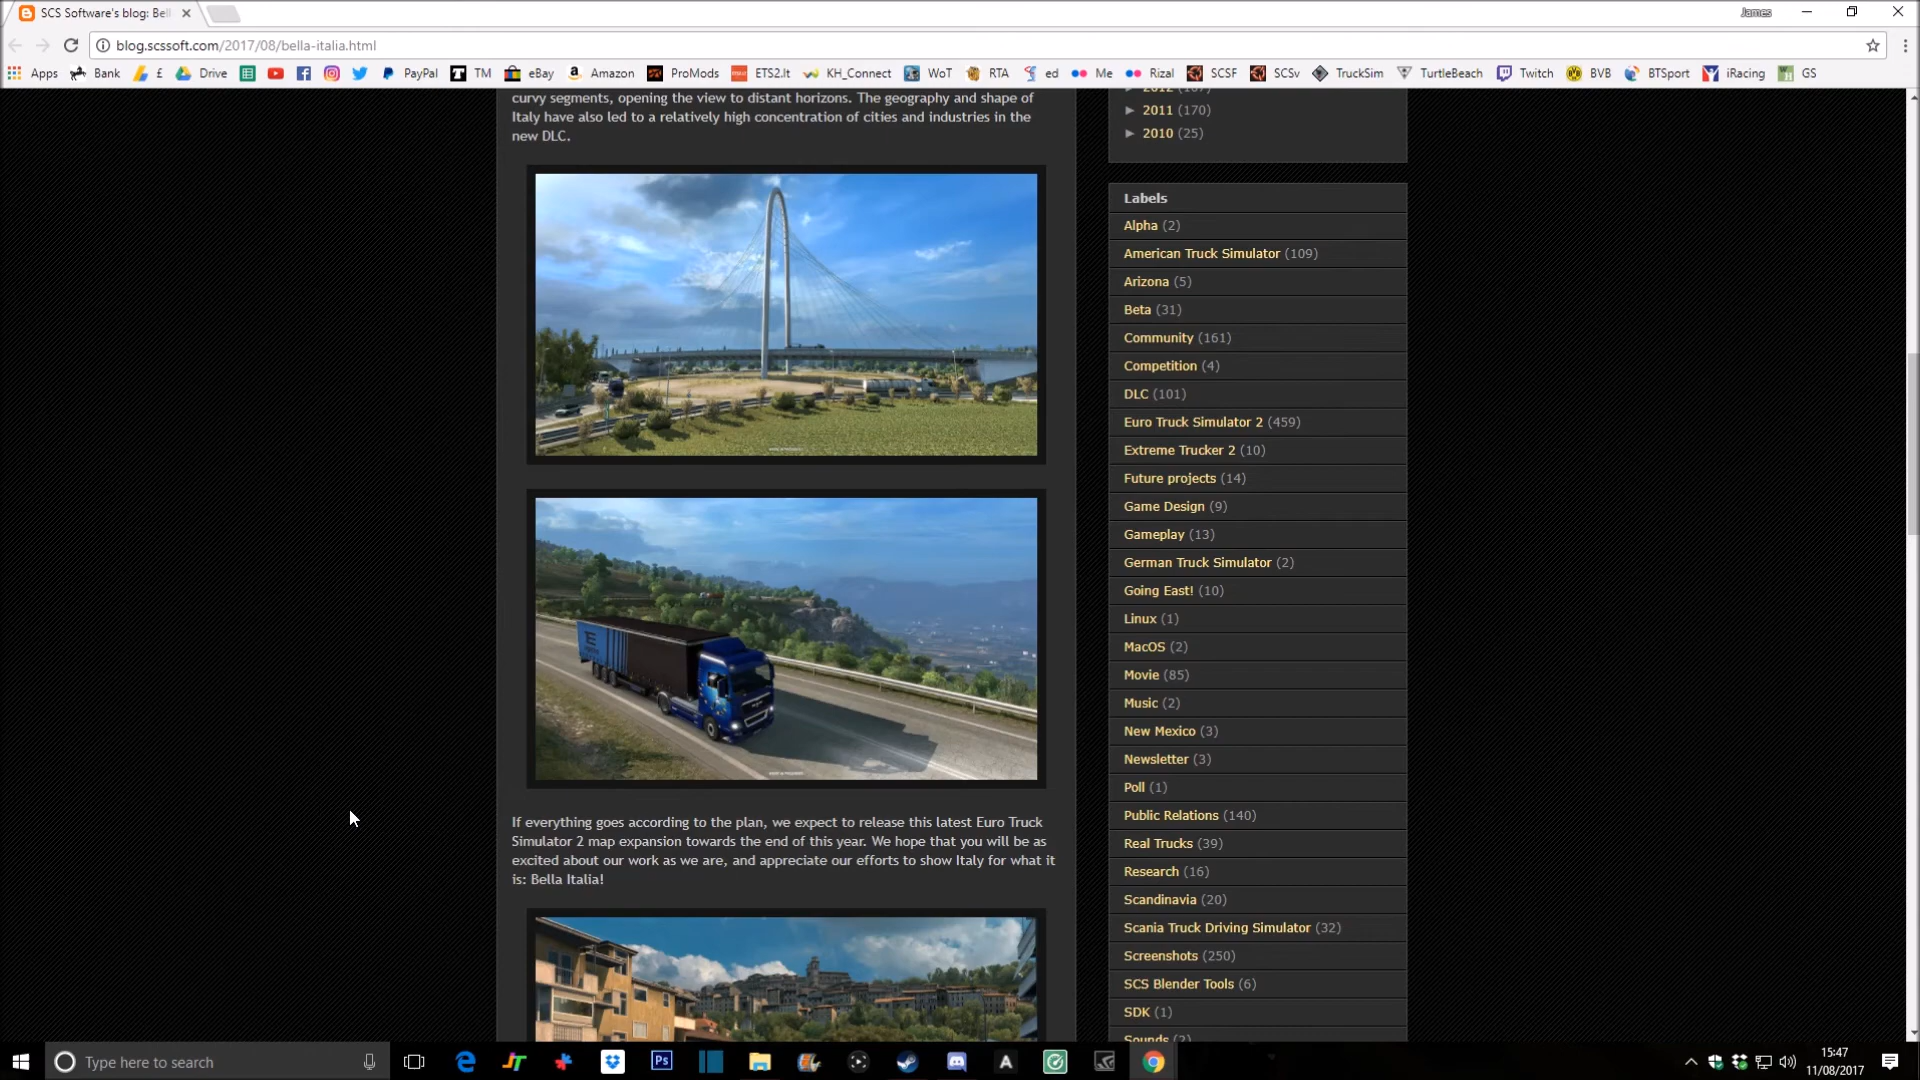 SCS Software's blog: Bel
James
blog.scssoft.com/2017/08/bella-italia.html
Apps Bank £ Drive PayPal TM eBay Amazon ProMods ETS2.lt KH_Connect WoT RTA ed Me Rizal SCSF SCSv TruckSim TurtleBeach Twitch BVB BTSport iRacing GS
curvy segments, opening the view to distant horizons. The geography and shape of
Italy have also led to a relatively high concentration of cities and industries in the
new DLC.
If everything goes according to the plan, we expect to release this latest Euro Truck
Simulator 2 map expansion towards the end of this year. We hope that you will be as
excited about our work as we are, and appreciate our efforts to show Italy for what it
is: Bella Italia!
► 2011 (170)
► 2010 (25)
Labels
Alpha (2)
American Truck Simulator (109)
Arizona (5)
Beta (31)
Community (161)
Competition (4)
DLC (101)
Euro Truck Simulator 2 (459)
Extreme Trucker 2 (10)
Future projects (14)
Game Design (9)
Gameplay (13)
German Truck Simulator (2)
Going East! (10)
Linux (1)
MacOS (2)
Movie (85)
Music (2)
New Mexico (3)
Newsletter (3)
Poll (1)
Public Relations (140)
Real Trucks (39)
Research (16)
Scandinavia (20)
Scania Truck Driving Simulator (32)
Screenshots (250)
SCS Blender Tools (6)
SDK (1)
Sounds (2)
Type here to search
Ps
15:47
11/08/2017